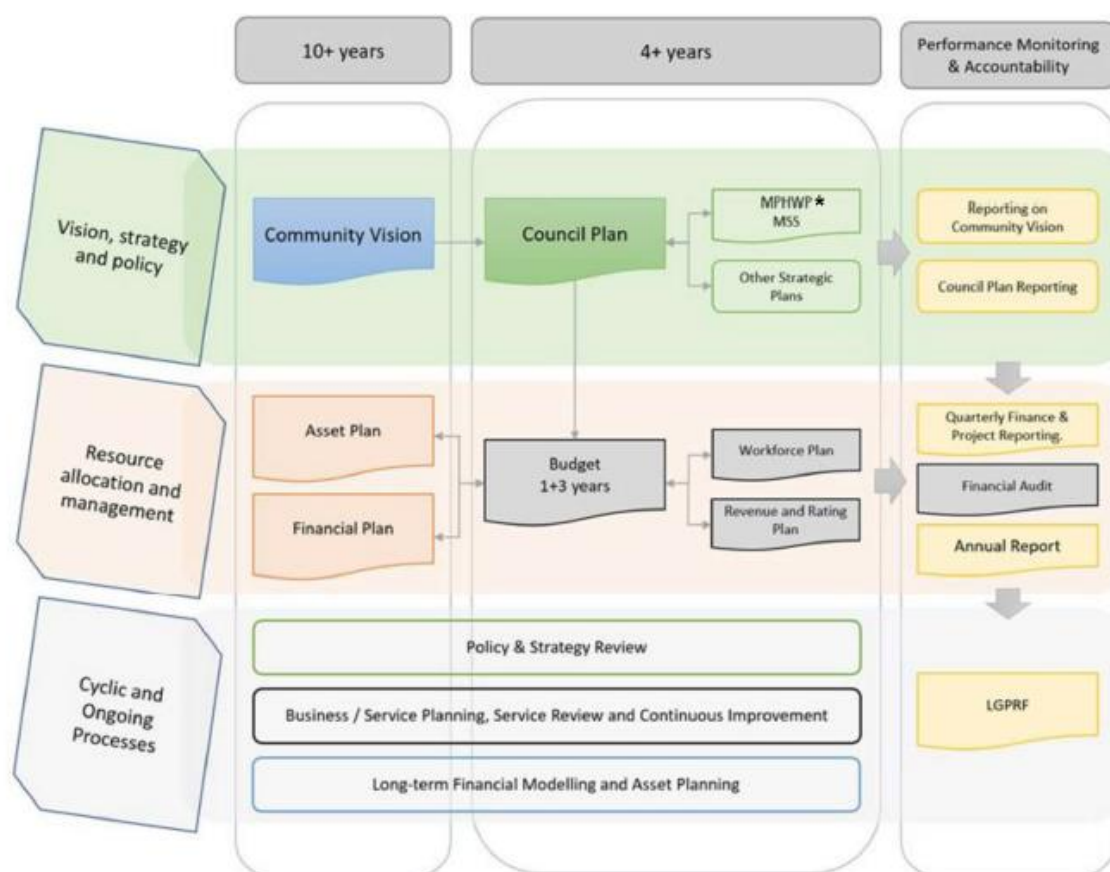 10+ years
4+ years
Performance Monitoring
& Accountability
Vision, strategy
and policy
Community Vision
Council Plan
MPHWP*
MSS
Other Strategic
Plans
Reporting on
Community Vision
Council Plan Reporting
Resource
allocation and
management
Asset Plan
Financial Plan
Budget
1+3 years
Workforce Plan
Revenue and Rating
Plan
Quarterly Finance &
Project Reporting.
Financial Audit
Annual Report
Cyclic and
Ongoing
Processes
Policy & Strategy Review
Business / Service Planning, Service Review and Continuous Improvement
Long-term Financial Modelling and Asset Planning
LGPRF